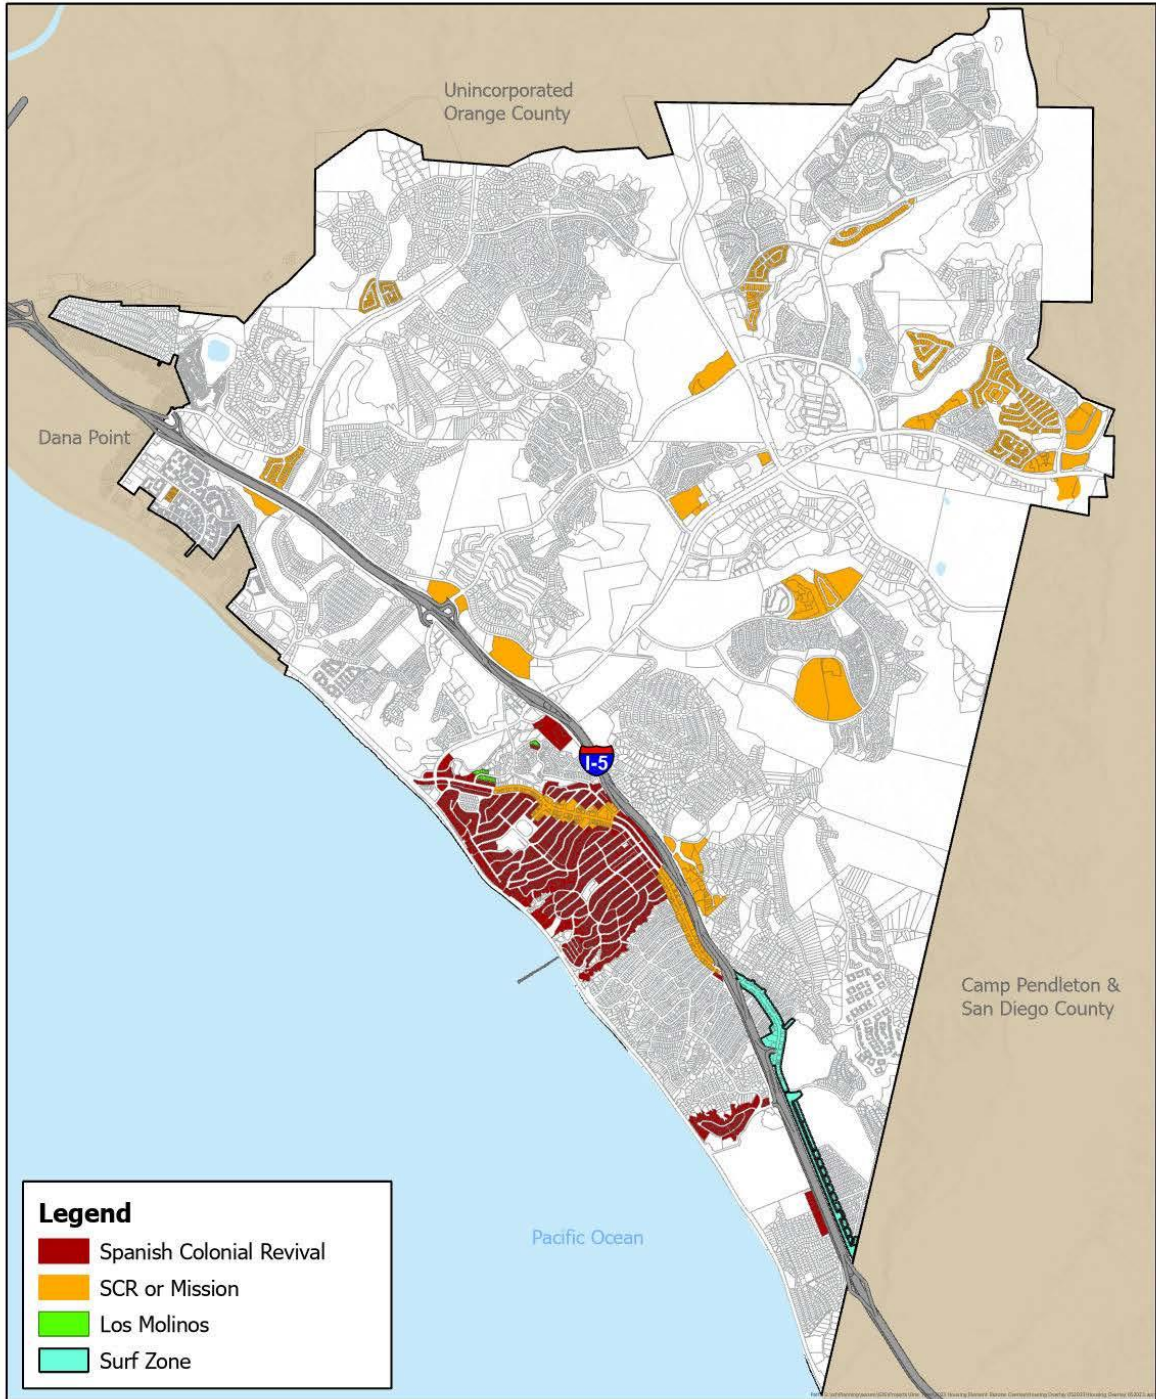 Unincorporated
Orange County
Dana Point
I-5
Camp Pendleton &
San Diego County
Pacific Ocean
Legend
Spanish Colonial Revival
SCR or Mission
Los Molinos
Surf Zone